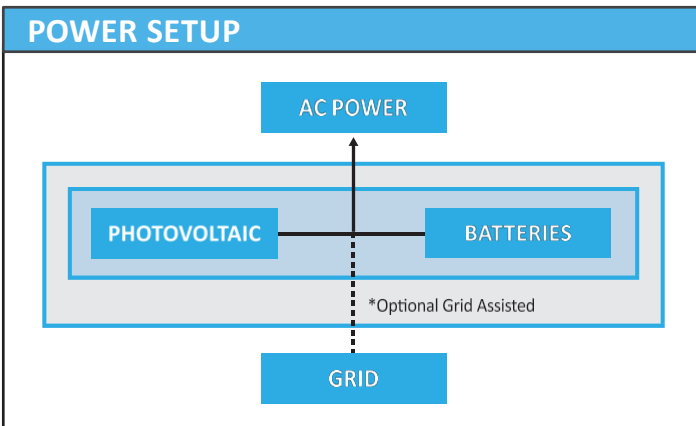 POWER SETUP
AC POWER
PHOTOVOLTAIC
BATTERIES
*Optional Grid Assisted
GRID